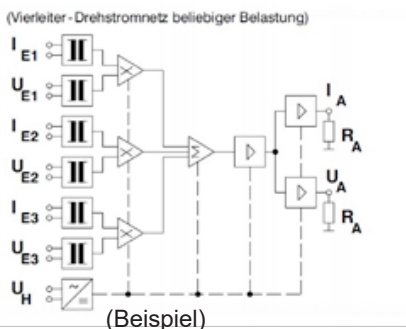 (Vierleiter-Drehstromnetz beliebiger Belastung)
I E1
U E1
I E2
U E2
I E3
U E3
U H
I A
R A
U A
R A
Σ
~
=
(Beispiel)